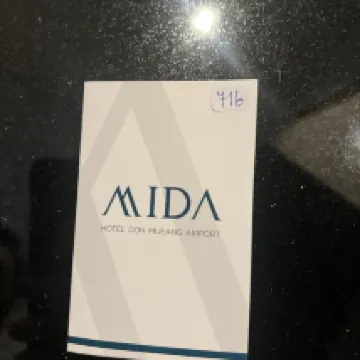 716
MIDA
HOTEL DON MUEANG AIRPORT